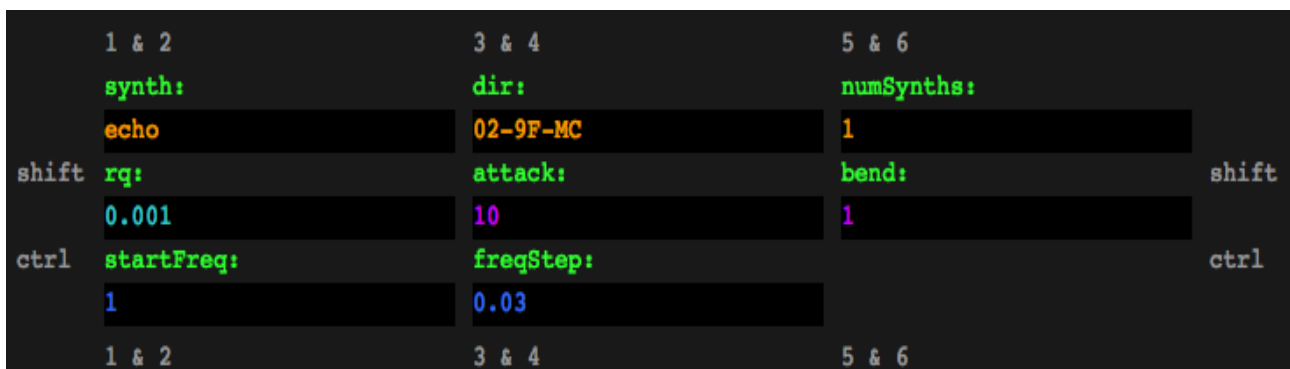 1 & 2 3 & 4 5 & 6
synth: dir: numSynths:
echo 02-9F-MC 1
shift rq: attack: bend: shift
0.001 10 1
ctrl startFreq: freqStep: ctrl
1 0.03
1 & 2 3 & 4 5 & 6